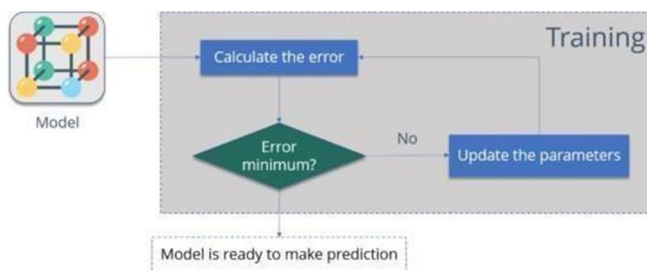 Training
Model
Calculate the error
Error
minimum?
No
Update the parameters
Model is ready to make prediction